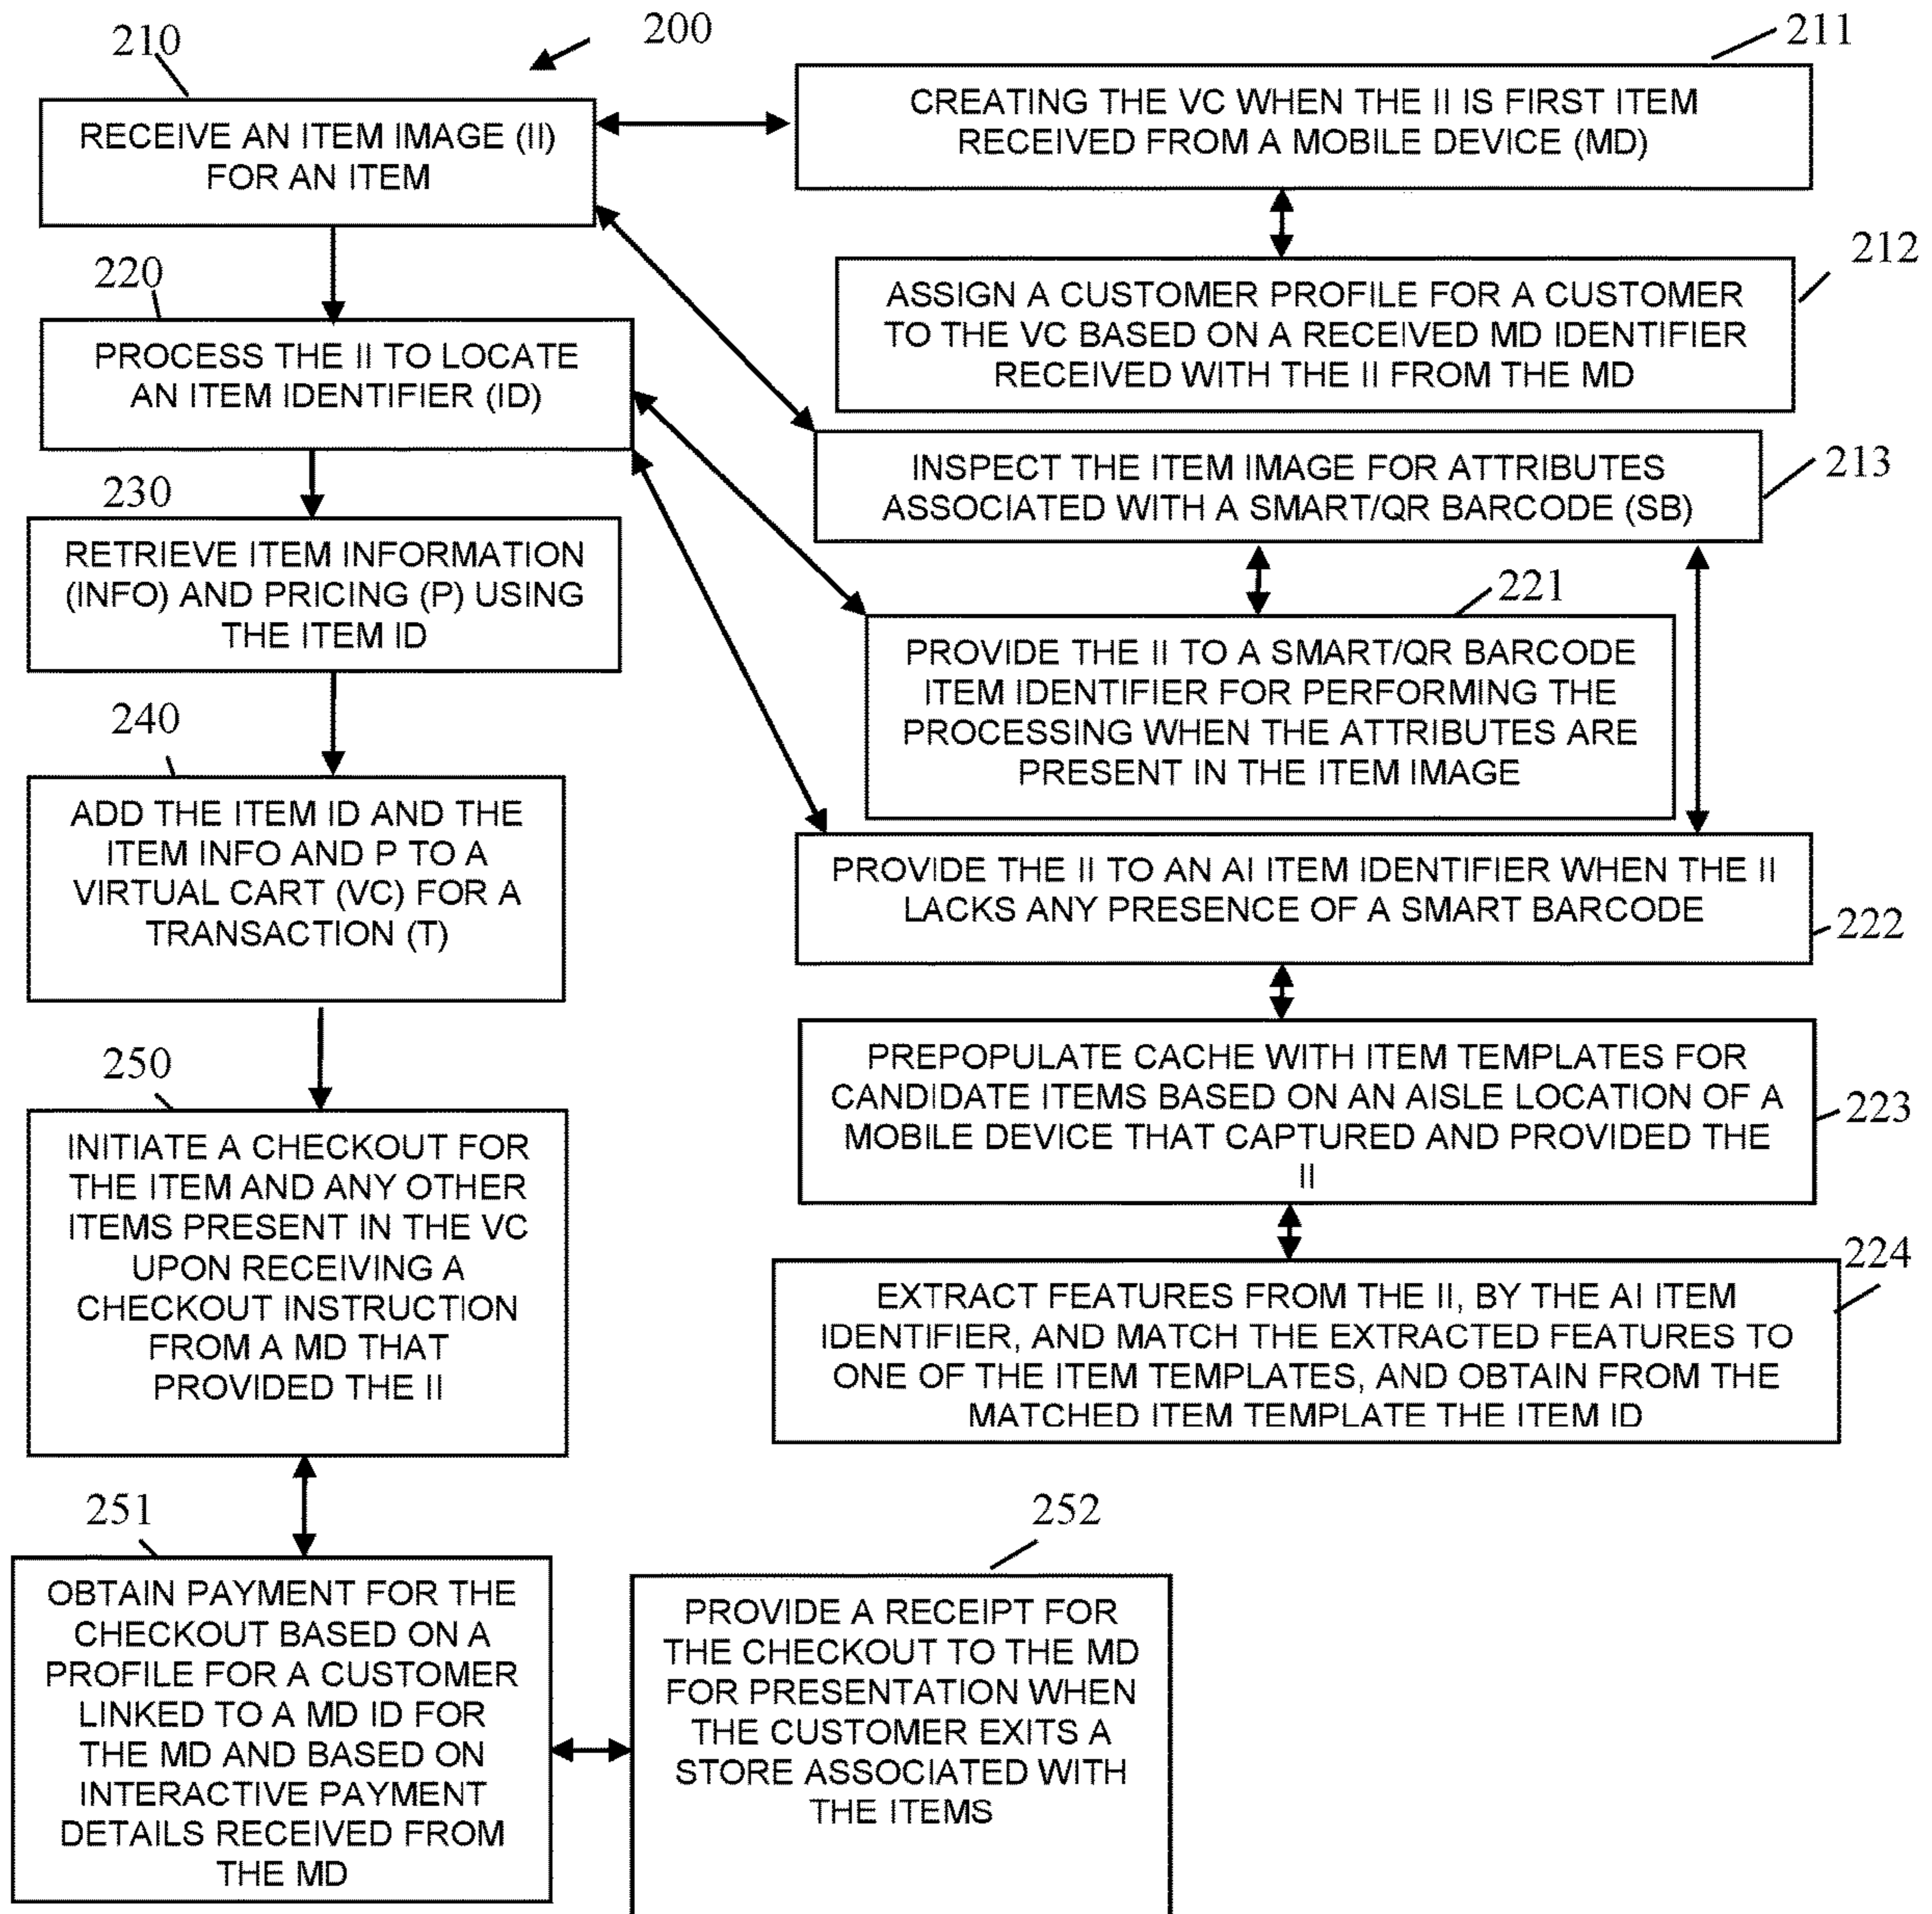 200
210
RECEIVE AN ITEM IMAGE (II)
FOR AN ITEM
211
CREATING THE VC WHEN THE II IS FIRST ITEM
RECEIVED FROM A MOBILE DEVICE (MD)
212
ASSIGN A CUSTOMER PROFILE FOR A CUSTOMER
TO THE VC BASED ON A RECEIVED MD IDENTIFIER
RECEIVED WITH THE II FROM THE MD
213
INSPECT THE ITEM IMAGE FOR ATTRIBUTES
ASSOCIATED WITH A SMART/QR BARCODE (SB)
220
PROCESS THE II TO LOCATE
AN ITEM IDENTIFIER (ID)
221
PROVIDE THE II TO A SMART/QR BARCODE
ITEM IDENTIFIER FOR PERFORMING THE
PROCESSING WHEN THE ATTRIBUTES ARE
PRESENT IN THE ITEM IMAGE
222
PROVIDE THE II TO AN AI ITEM IDENTIFIER WHEN THE II
LACKS ANY PRESENCE OF A SMART BARCODE
223
PREPOPULATE CACHE WITH ITEM TEMPLATES FOR
CANDIDATE ITEMS BASED ON AN AISLE LOCATION OF A
MOBILE DEVICE THAT CAPTURED AND PROVIDED THE
II
224
EXTRACT FEATURES FROM THE II, BY THE AI ITEM
IDENTIFIER, AND MATCH THE EXTRACTED FEATURES TO
ONE OF THE ITEM TEMPLATES, AND OBTAIN FROM THE
MATCHED ITEM TEMPLATE THE ITEM ID
230
RETRIEVE ITEM INFORMATION
(INFO) AND PRICING (P) USING
THE ITEM ID
240
ADD THE ITEM ID AND THE
ITEM INFO AND P TO A
VIRTUAL CART (VC) FOR A
TRANSACTION (T)
250
INITIATE A CHECKOUT FOR
THE ITEM AND ANY OTHER
ITEMS PRESENT IN THE VC
UPON RECEIVING A
CHECKOUT INSTRUCTION
FROM A MD THAT
PROVIDED THE II
251
OBTAIN PAYMENT FOR THE
CHECKOUT BASED ON A
PROFILE FOR A CUSTOMER
LINKED TO A MD ID FOR
THE MD AND BASED ON
INTERACTIVE PAYMENT
DETAILS RECEIVED FROM
THE MD
252
PROVIDE A RECEIPT FOR
THE CHECKOUT TO THE MD
FOR PRESENTATION WHEN
THE CUSTOMER EXITS A
STORE ASSOCIATED WITH
THE ITEMS